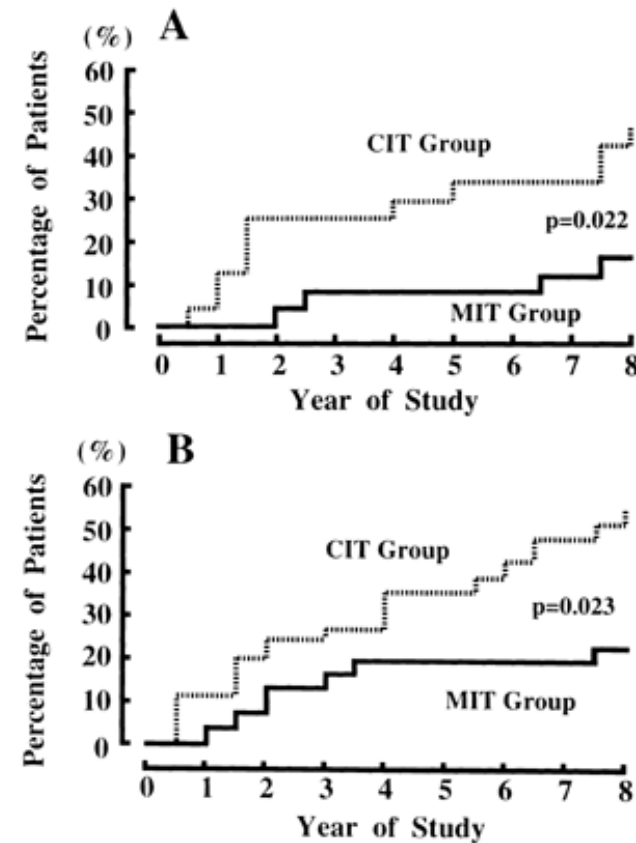 (%) A
Percentage of Patients
60
50
40
30
20
10
0
CIT Group
p=0.022
MIT Group
0 1 2 3 4 5 6 7 8
Year of Study
(%) B
Percentage of Patients
60
50
40
30
20
10
0
CIT Group
p=0.023
MIT Group
0 1 2 3 4 5 6 7 8
Year of Study